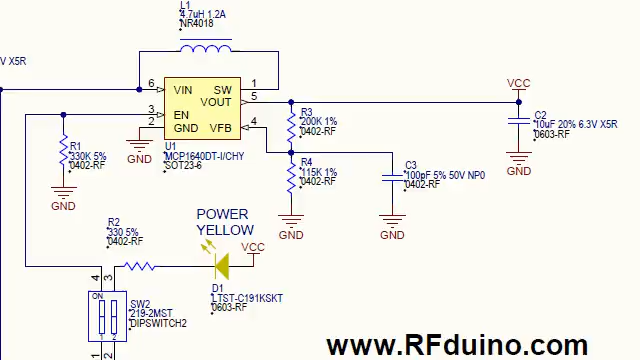 L1
4.7uH 1.2A
NR4018
V X5R
6 VIN SW 1
VOUT 5
3 EN
2 GND VFB 4
GND
U1
MCP1640DT-I/CHY
SOT23-6
R1
330K 5%
0402-RF
GND
R3
200K 1%
0402-RF
R4
115K 1%
0402-RF
GND
C3
100pF 5% 50V NP0
0402-RF
GND
VCC
C2
10uF 20% 6.3V X5R
0603-RF
GND
R2
330 5%
0402-RF
POWER
YELLOW
VCC
D1
LTST-C191KSKT
0603-RF
4 3
ON
1 2
SW2
219-2MST
DIPSWITCH2
1 2
www.RFduino.com